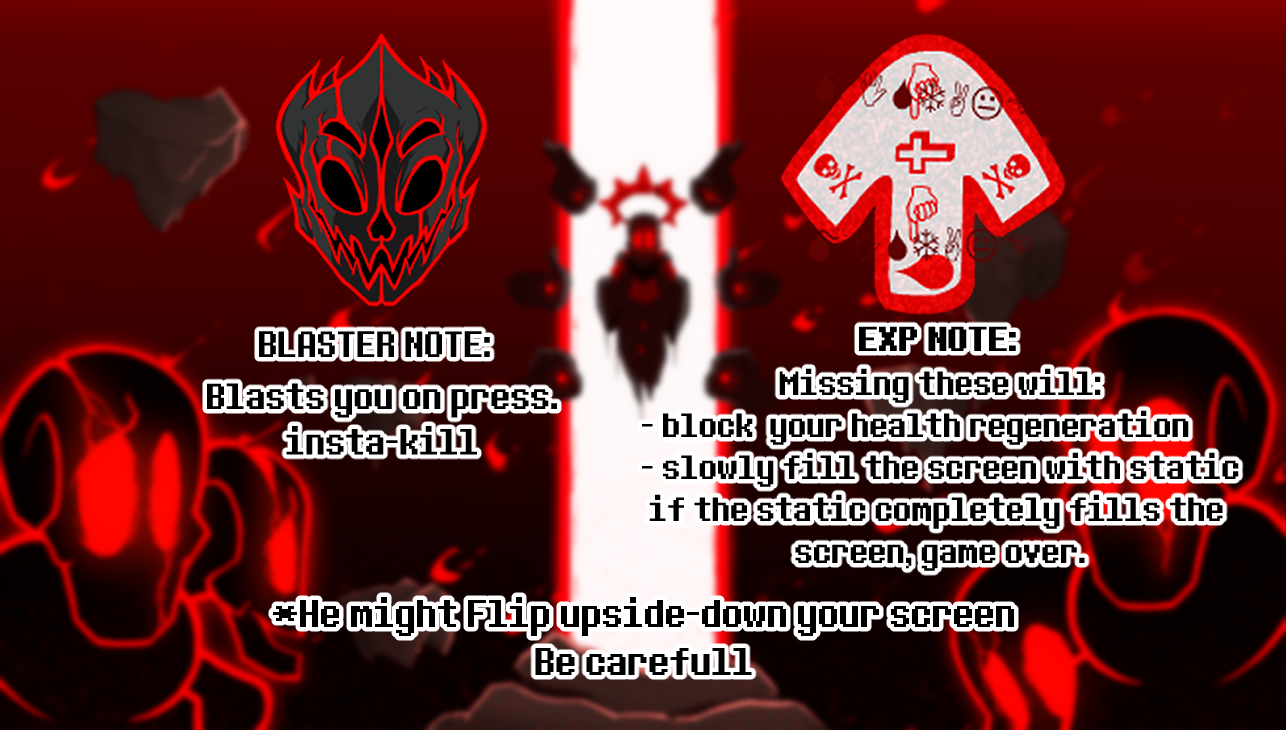 BLASTER NOTE:
Blasts you on press.
insta-kill
EXP NOTE:
Missing these will:
- block your health regeneration
- slowly fill the screen with static
if the static completely fills the
screen, game over.
*He might Flip upside-down your screen
Be carefull